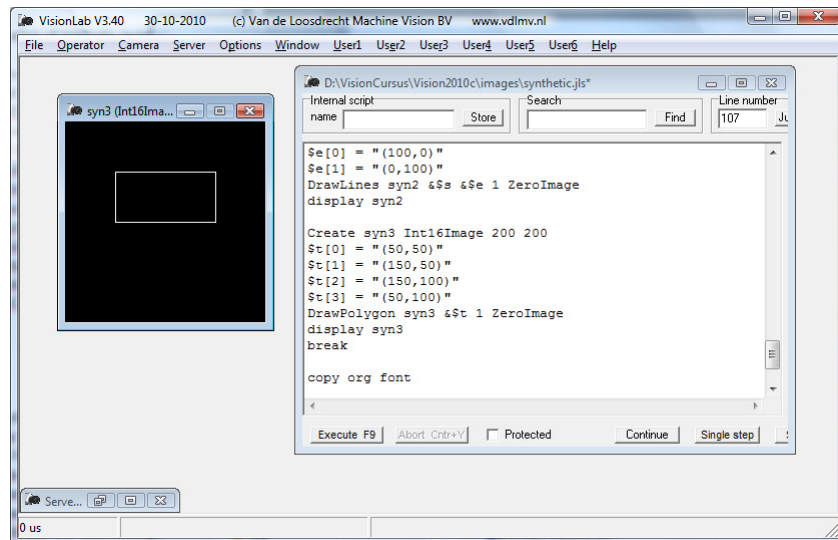 VisionLab V3.40 30-10-2010 (c) Van de Loosdrecht Machine Vision BV www.vdlmv.nl
File Operator Camera Server Options Window User1 User2 User3 User4 User5 User6 Help
syn3 (Int16Ima...
D:\VisionCursus\Vision2010c\images\synthetic.jls*
Internal script Search Line number
name Store Find 107 Ju
$e[0] = "(100,0)"
$e[1] = "(0,100)"
DrawLines syn2 &$s &$e 1 ZeroImage
display syn2
Create syn3 Int16Image 200 200
$t[0] = "(50,50)"
$t[1] = "(150,50)"
$t[2] = "(150,100)"
$t[3] = "(50,100)"
DrawPolygon syn3 &$t 1 ZeroImage
display syn3
break
copy org font
Execute F9 Abort Cntr+Y Protected Continue Single step
Serve...
0 us